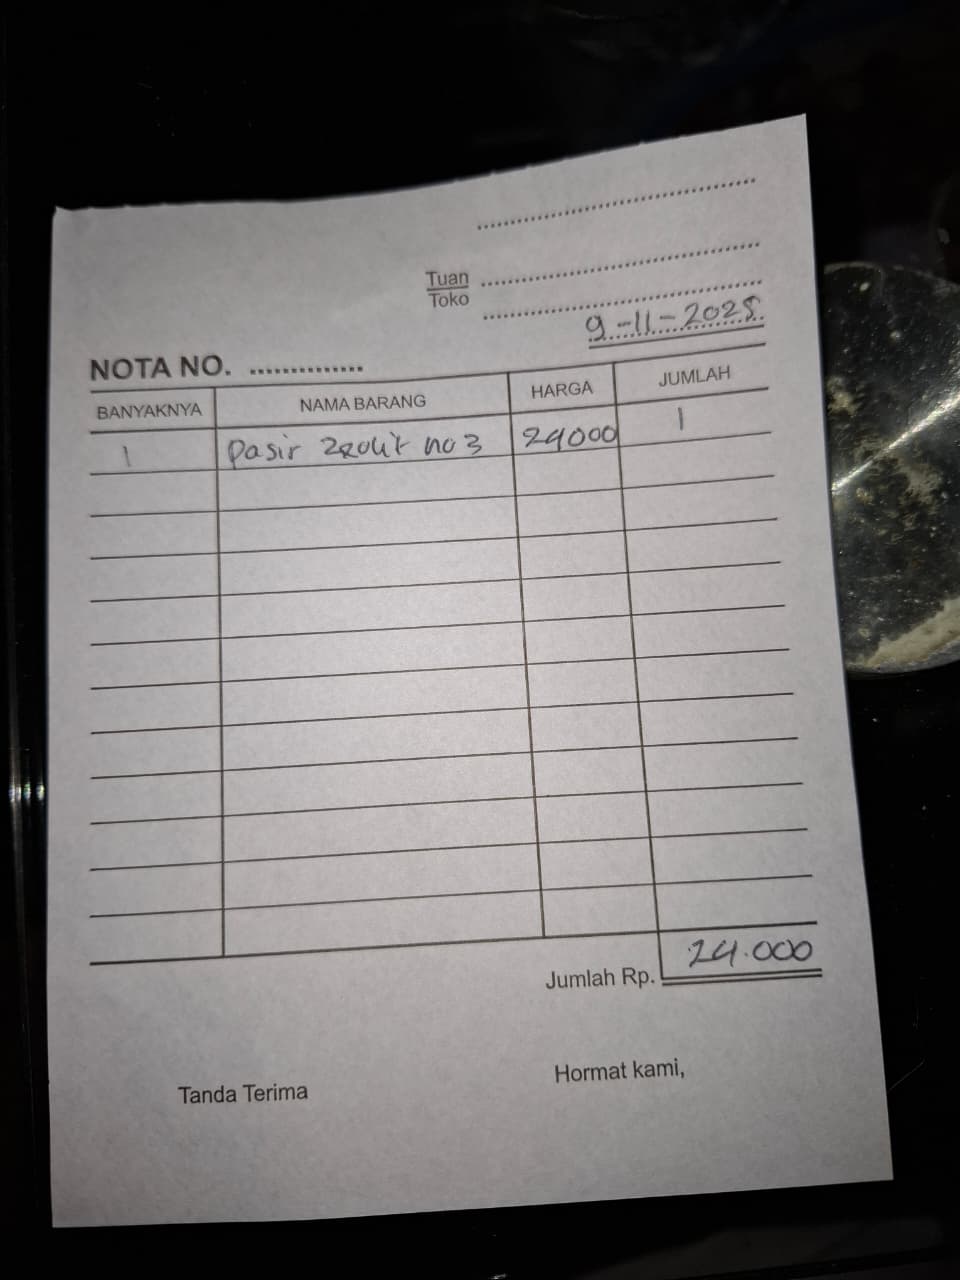 Tuan
Toko
9-11-2025
NOTA NO.
BANYAKNYA NAMA BARANG HARGA JUMLAH
1 pasir zeolit no 3 24000 1
Jumlah Rp. 24.000
Tanda Terima Hormat kami,